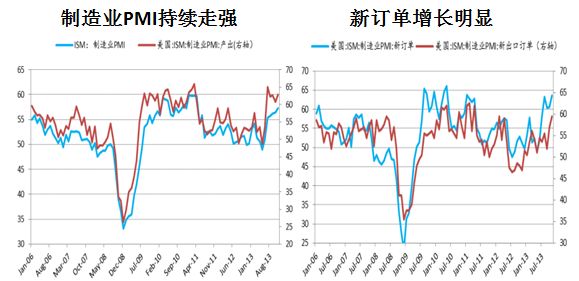 制造业PMI持续走强
ISM：制造业PMI
美国:ISM:制造业PMI:产出(右轴)
65
60
55
50
45
40
35
30
70
65
60
55
50
45
40
35
30
25
20
Jan-06
Aug-06
Mar-07
Oct-07
May-08
Dec-08
Jul-09
Feb-10
Sep-10
Apr-11
Nov-11
Jun-12
Jan-13
Aug-13
新订单增长明显
美国:ISM:制造业PMI:新订单
美国:ISM:制造业PMI:新出口订单(右轴)
70
65
60
55
50
45
40
35
30
25
65
60
55
50
45
40
35
30
Jan-06
Jul-06
Jan-07
Jul-07
Jan-08
Jul-08
Jan-09
Jul-09
Jan-10
Jul-10
Jan-11
Jul-11
Jan-12
Jul-12
Jan-13
Jul-13